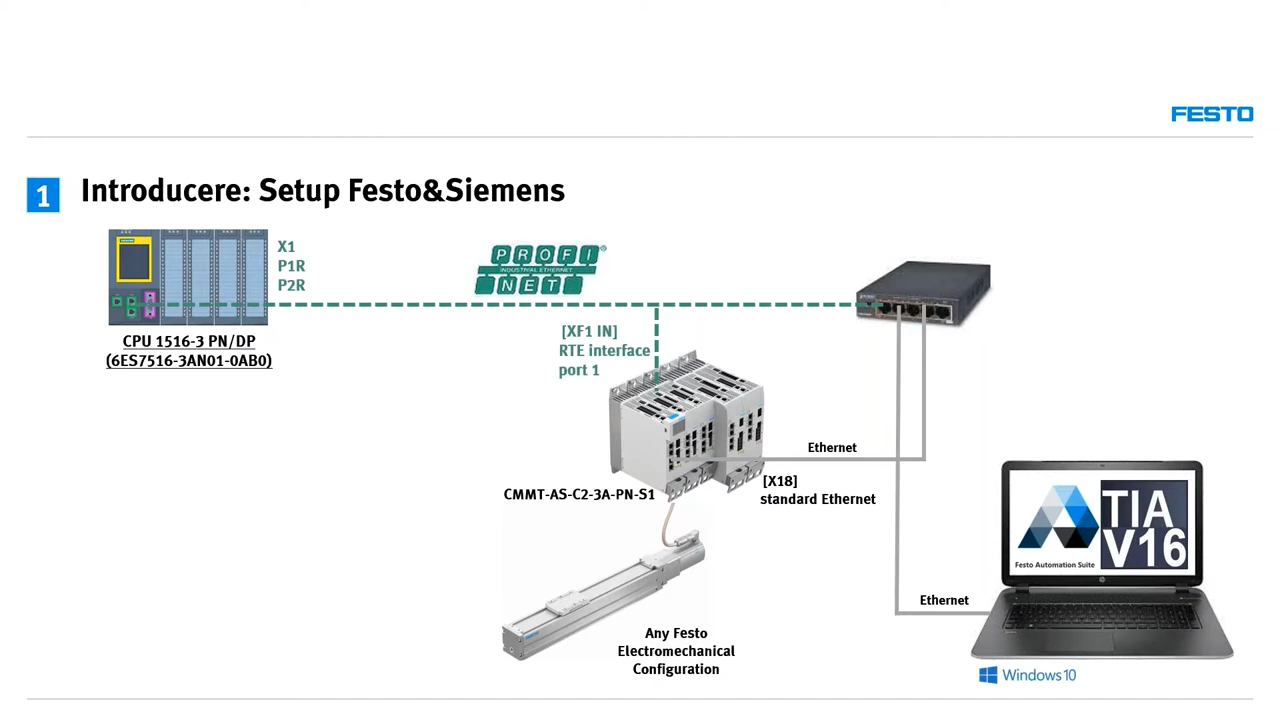 FESTO
1 Introducere: Setup Festo&Siemens
X1
P1R
P2R
PROFI®
INDUSTRIAL ETHERNET
NET
CPU 1516-3 PN/DP
(6ES7516-3AN01-0AB0)
[XF1 IN]
RTE interface
port 1
Ethernet
CMMT-AS-C2-3A-PN-S1
[X18]
standard Ethernet
TIA
V16
Festo Automation Suite
Ethernet
Any Festo
Electromechanical
Configuration
Windows 10